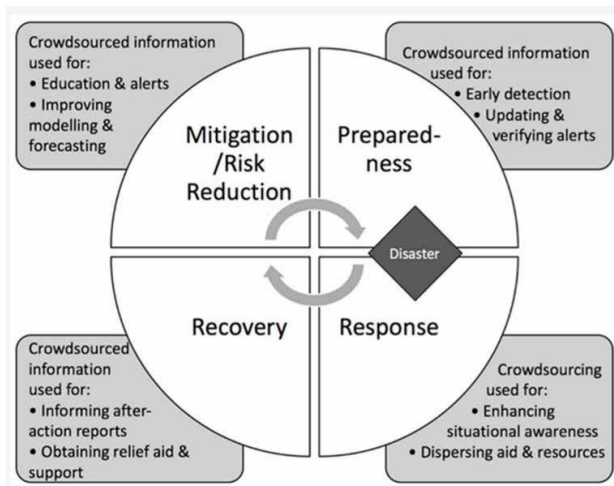 Crowdsourced information
used for:
• Education & alerts
• Improving
modelling &
forecasting
Crowdsourced information
used for:
• Early detection
• Updating &
verifying alerts
Mitigation
/Risk
Reduction
Prepared-
ness
Disaster
Recovery
Response
Crowdsourced
information
used for:
• Informing after-
action reports
• Obtaining relief aid &
support
Crowdsourcing
used for:
• Enhancing
situational awareness
• Dispersing aid & resources